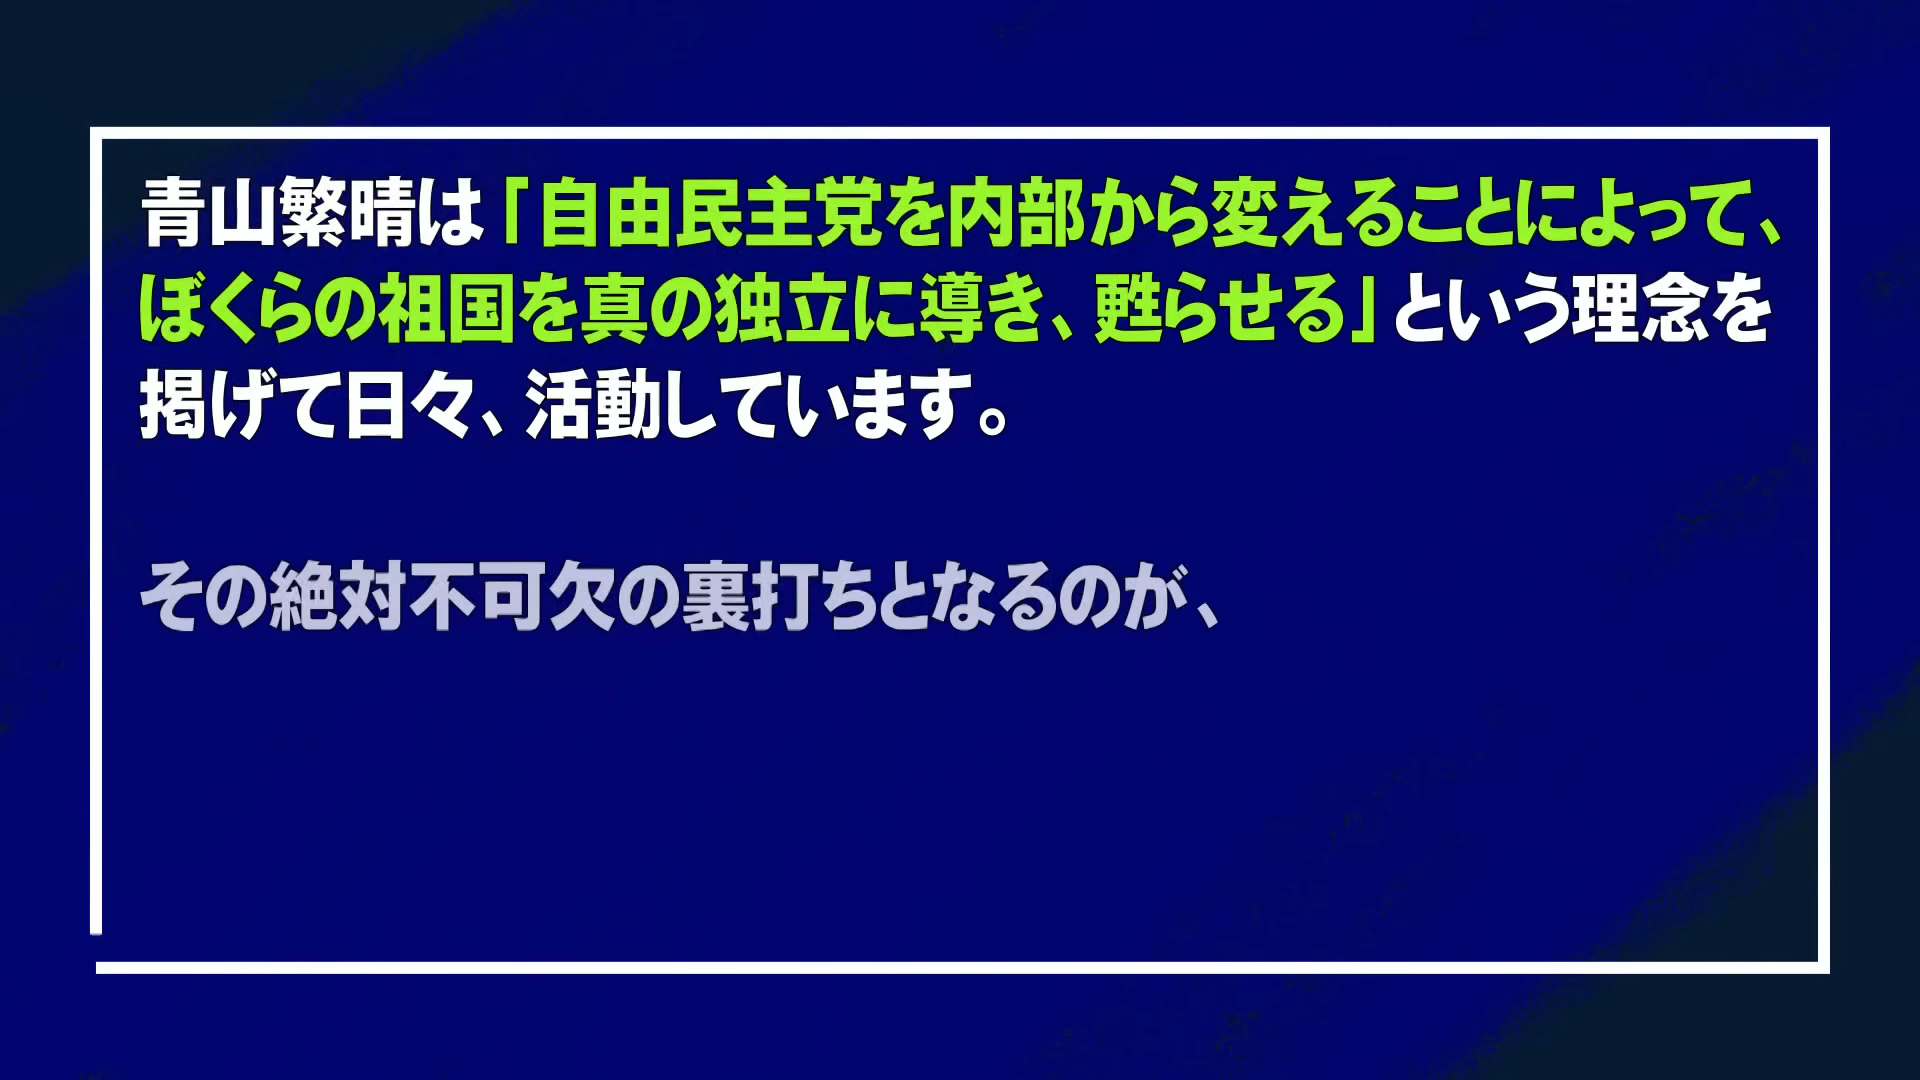 青山繁晴は「自由民主党を内部から変えることによって、
ぼくらの祖国を真の独立に導き、甦らせる」という理念を
掲げて日々、活動しています。
その絶対不可欠の裏打ちとなるのが、